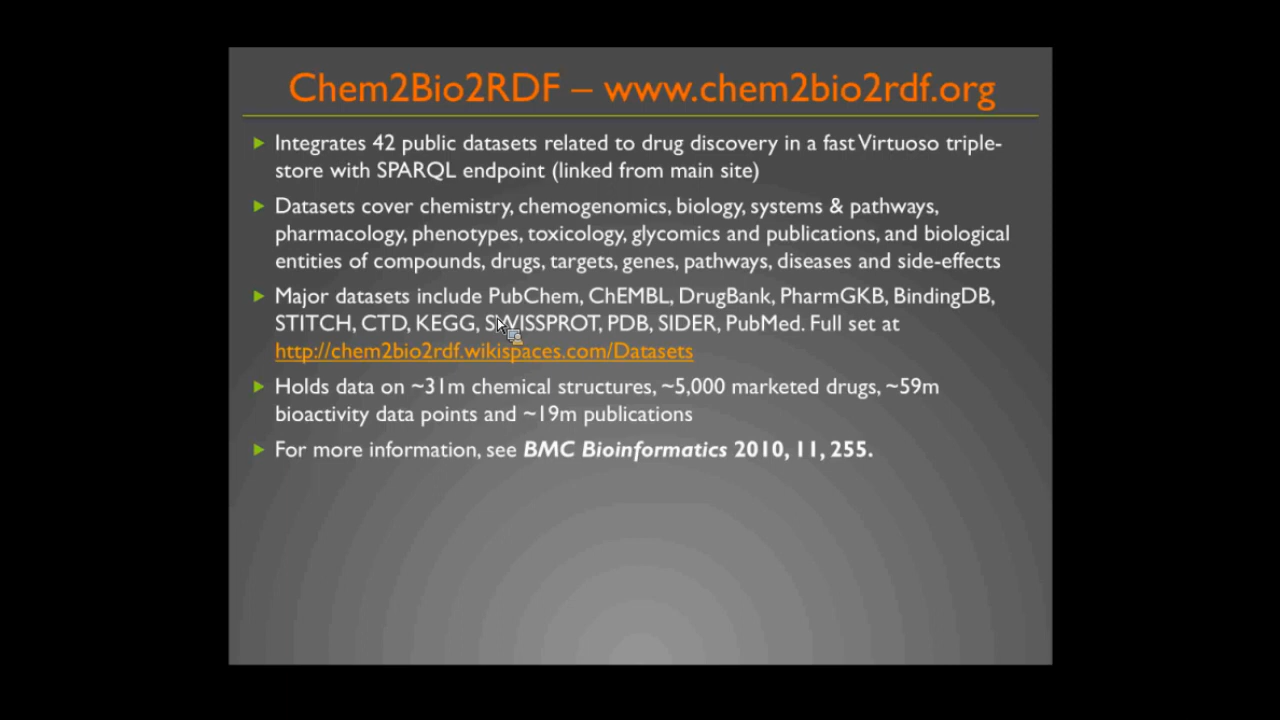 Chem2Bio2RDF – www.chem2bio2rdf.org
Integrates 42 public datasets related to drug discovery in a fast Virtuoso triple-
store with SPARQL endpoint (linked from main site)
Datasets cover chemistry, chemogenomics, biology, systems & pathways,
pharmacology, phenotypes, toxicology, glycomics and publications, and biological
entities of compounds, drugs, targets, genes, pathways, diseases and side-effects
Major datasets include PubChem, ChEMBL, DrugBank, PharmGKB, BindingDB,
STITCH, CTD, KEGG, SWISSPROT, PDB, SIDER, PubMed. Full set at
http://chem2bio2rdf.wikispaces.com/Datasets
Holds data on ~31m chemical structures, ~5,000 marketed drugs, ~59m
bioactivity data points and ~19m publications
For more information, see BMC Bioinformatics 2010, 11, 255.